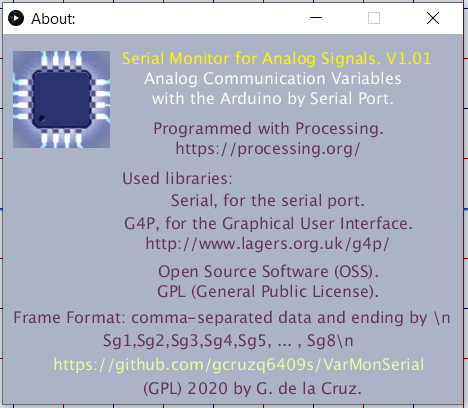 About:
Serial Monitor for Analog Signals. V1.01
Analog Communication Variables
with the Arduino by Serial Port.
Programmed with Processing.
https://processing.org/
Used libraries:
Serial, for the serial port.
G4P, for the Graphical User Interface.
http://www.lagers.org.uk/g4p/
Open Source Software (OSS).
GPL (General Public License).
Frame Format: comma-separated data and ending by \n
Sg1,Sg2,Sg3,Sg4,Sg5, ... , Sg8\n
https://github.com/gcruzq6409s/VarMonSerial
(GPL) 2020 by G. de la Cruz.